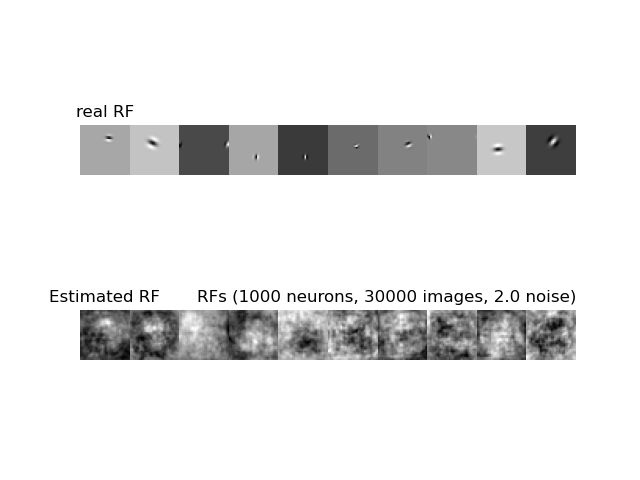 real RF
Estimated RF
RFs (1000 neurons, 30000 images, 2.0 noise)